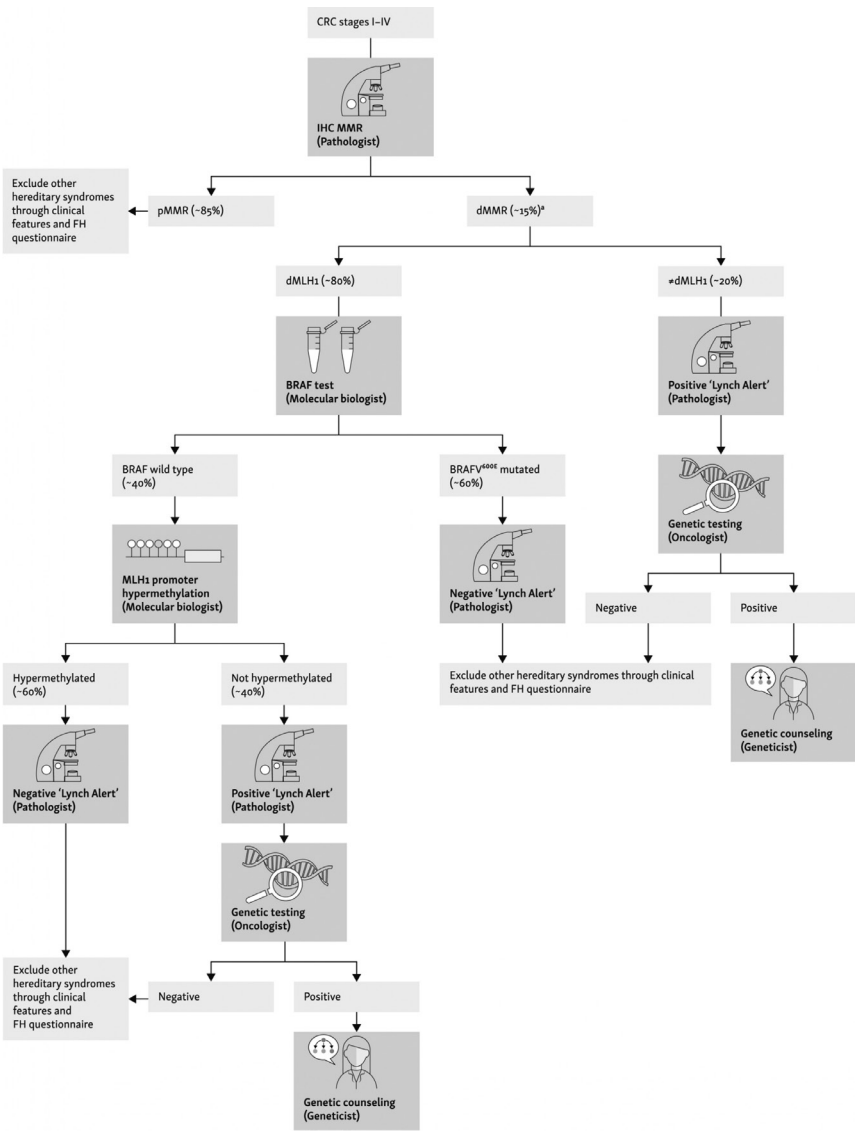 CRC stages I–IV
IHC MMR
(Pathologist)
Exclude other
hereditary syndromes
through clinical
features and FH
questionnaire
pMMR (~85%)
dMMR (~15%)ª
dMLH1 (~80%)
≠dMLH1 (~20%)
BRAF test
(Molecular biologist)
Positive ‘Lynch Alert’
(Pathologist)
BRAF wild type
(~40%)
BRAFV⁶⁰⁰ᴱ mutated
(~60%)
Genetic testing
(Oncologist)
MLH1 promoter
hypermethylation
(Molecular biologist)
Negative ‘Lynch Alert’
(Pathologist)
Negative
Positive
Hypermethylated
(~60%)
Not hypermethylated
(~40%)
Exclude other hereditary syndromes through clinical
features and FH questionnaire
Genetic counseling
(Geneticist)
Negative ‘Lynch Alert’
(Pathologist)
Positive ‘Lynch Alert’
(Pathologist)
Genetic testing
(Oncologist)
Exclude other
hereditary syndromes
through clinical
features and
FH questionnaire
Negative
Positive
Genetic counseling
(Geneticist)